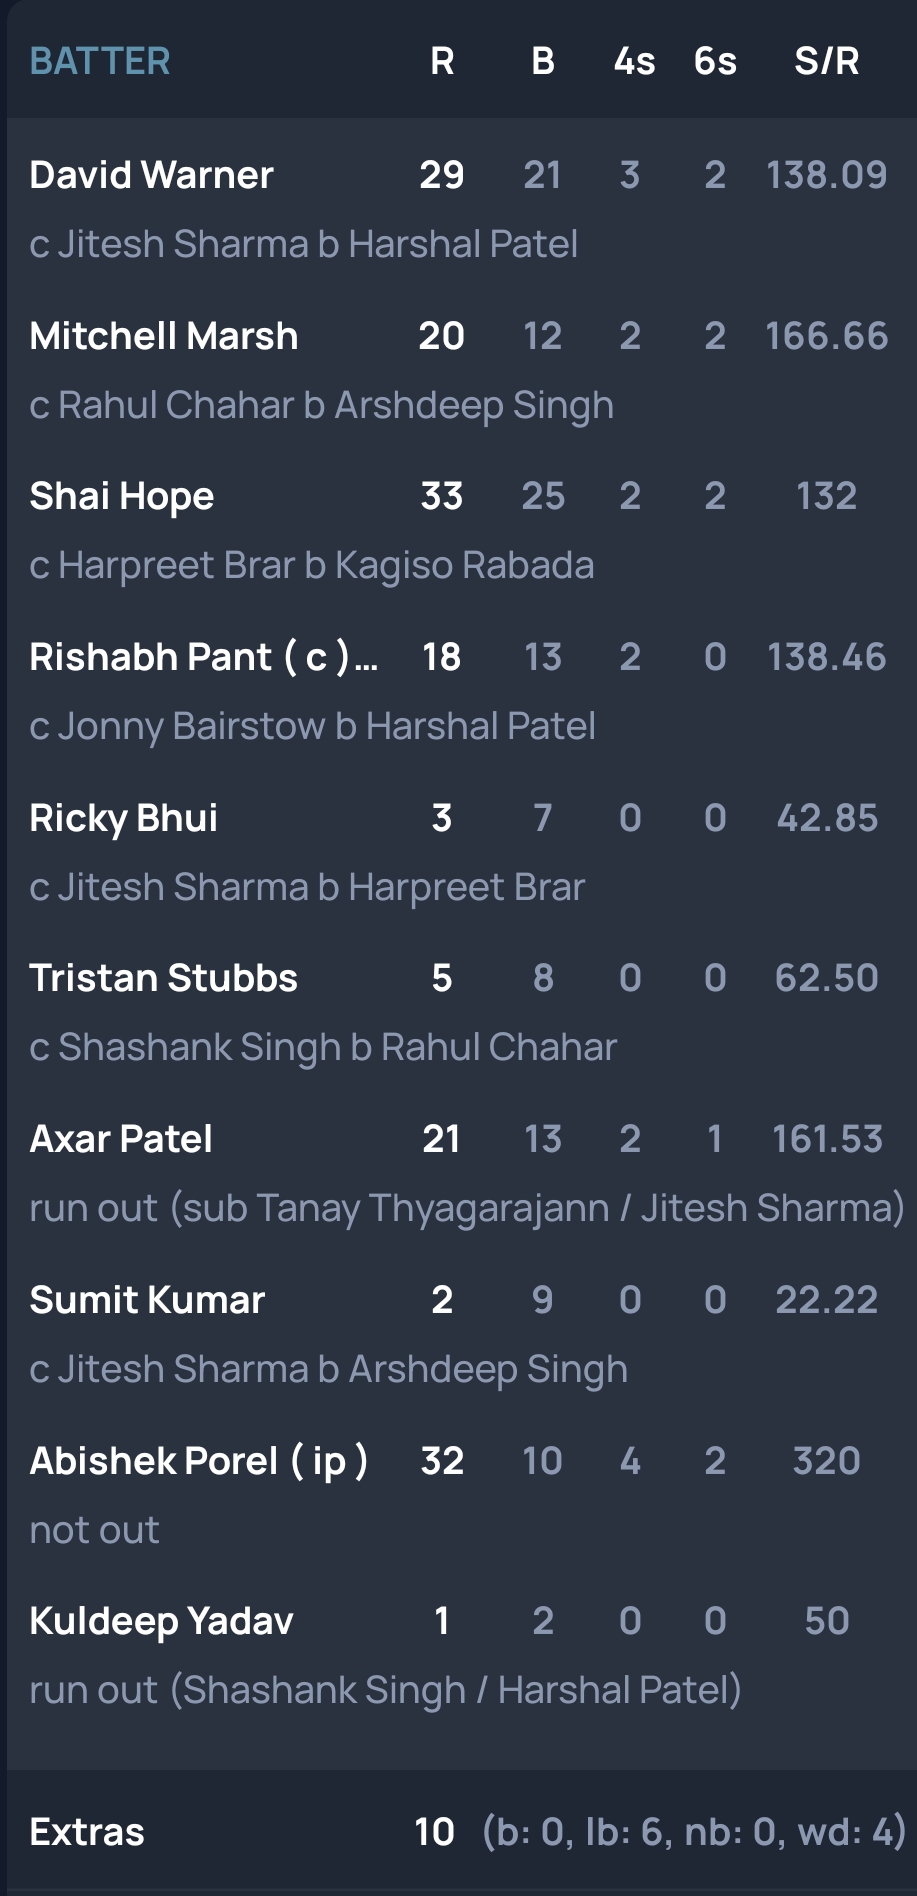 BATTER R B 4s 6s S/R
David Warner 29 21 3 2 138.09
c Jitesh Sharma b Harshal Patel
Mitchell Marsh 20 12 2 2 166.66
c Rahul Chahar b Arshdeep Singh
Shai Hope 33 25 2 2 132
c Harpreet Brar b Kagiso Rabada
Rishabh Pant ( c )... 18 13 2 0 138.46
c Jonny Bairstow b Harshal Patel
Ricky Bhui 3 7 0 0 42.85
c Jitesh Sharma b Harpreet Brar
Tristan Stubbs 5 8 0 0 62.50
c Shashank Singh b Rahul Chahar
Axar Patel 21 13 2 1 161.53
run out (sub Tanay Thyagarajann / Jitesh Sharma)
Sumit Kumar 2 9 0 0 22.22
c Jitesh Sharma b Arshdeep Singh
Abishek Porel ( ip ) 32 10 4 2 320
not out
Kuldeep Yadav 1 2 0 0 50
run out (Shashank Singh / Harshal Patel)
Extras 10 (b: 0, lb: 6, nb: 0, wd: 4)